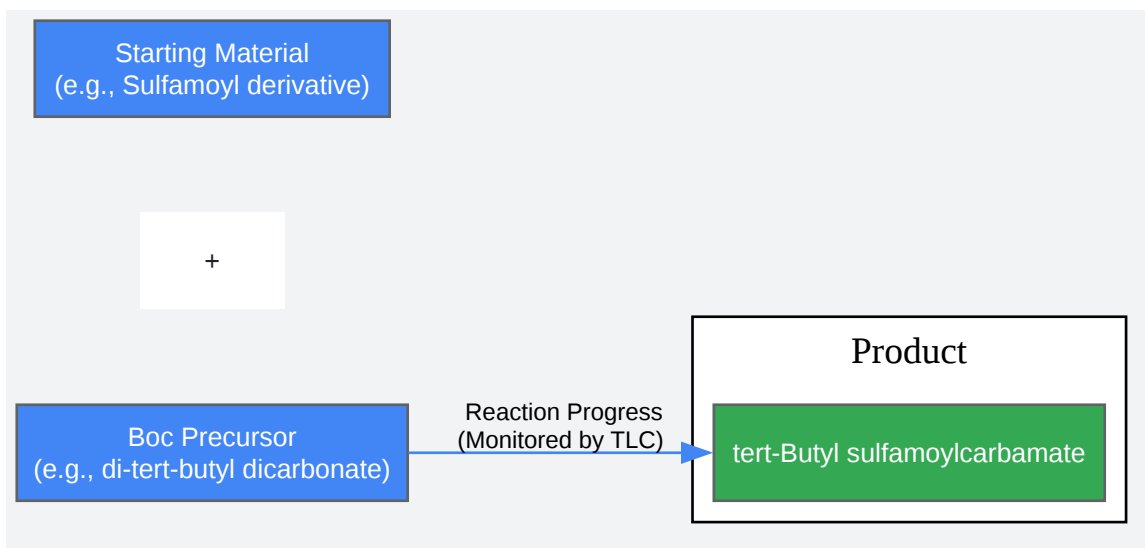 Starting Material
(e.g., Sulfamoyl derivative)
+
Boc Precursor
(e.g., di-tert-butyl dicarbonate)
Reaction Progress
(Monitored by TLC)
Product
tert-Butyl sulfamoylcarbamate